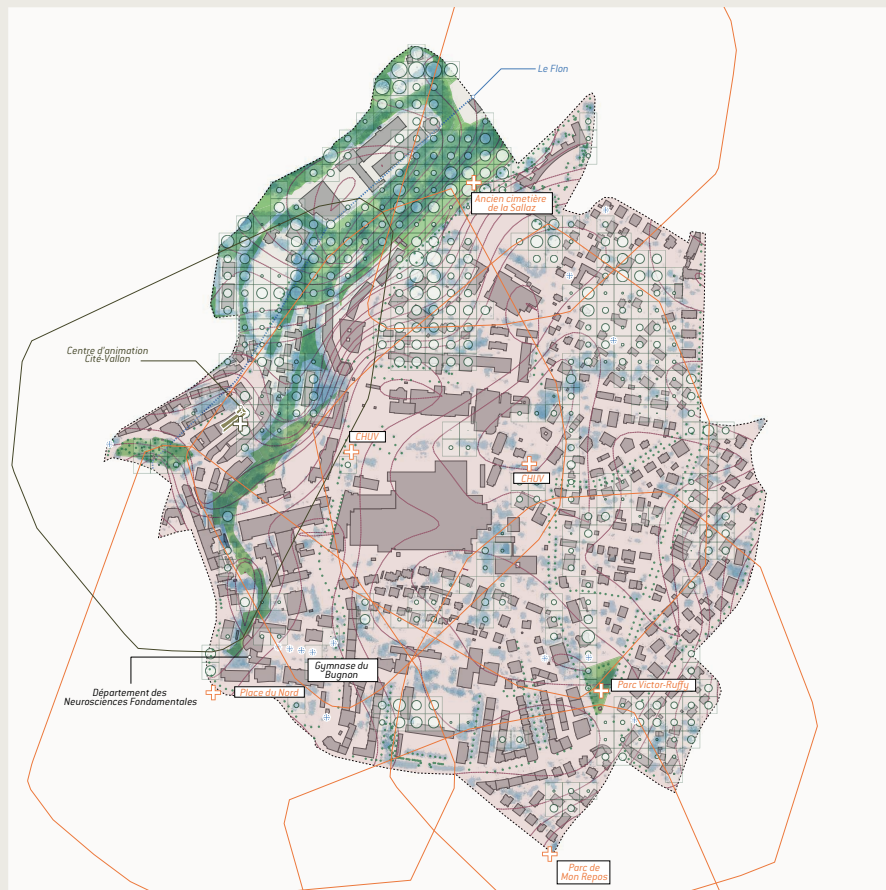 Le Flon
Ancien cimetière
de la Sallaz
Centre d'animation
Cité-Vallon
CHUV
CHUV
Gymnase du
Bugnon
Parc Victor-Ruffy
Place du Nord
Département des
Neurosciences Fondamentales
Parc de
Mon Repos